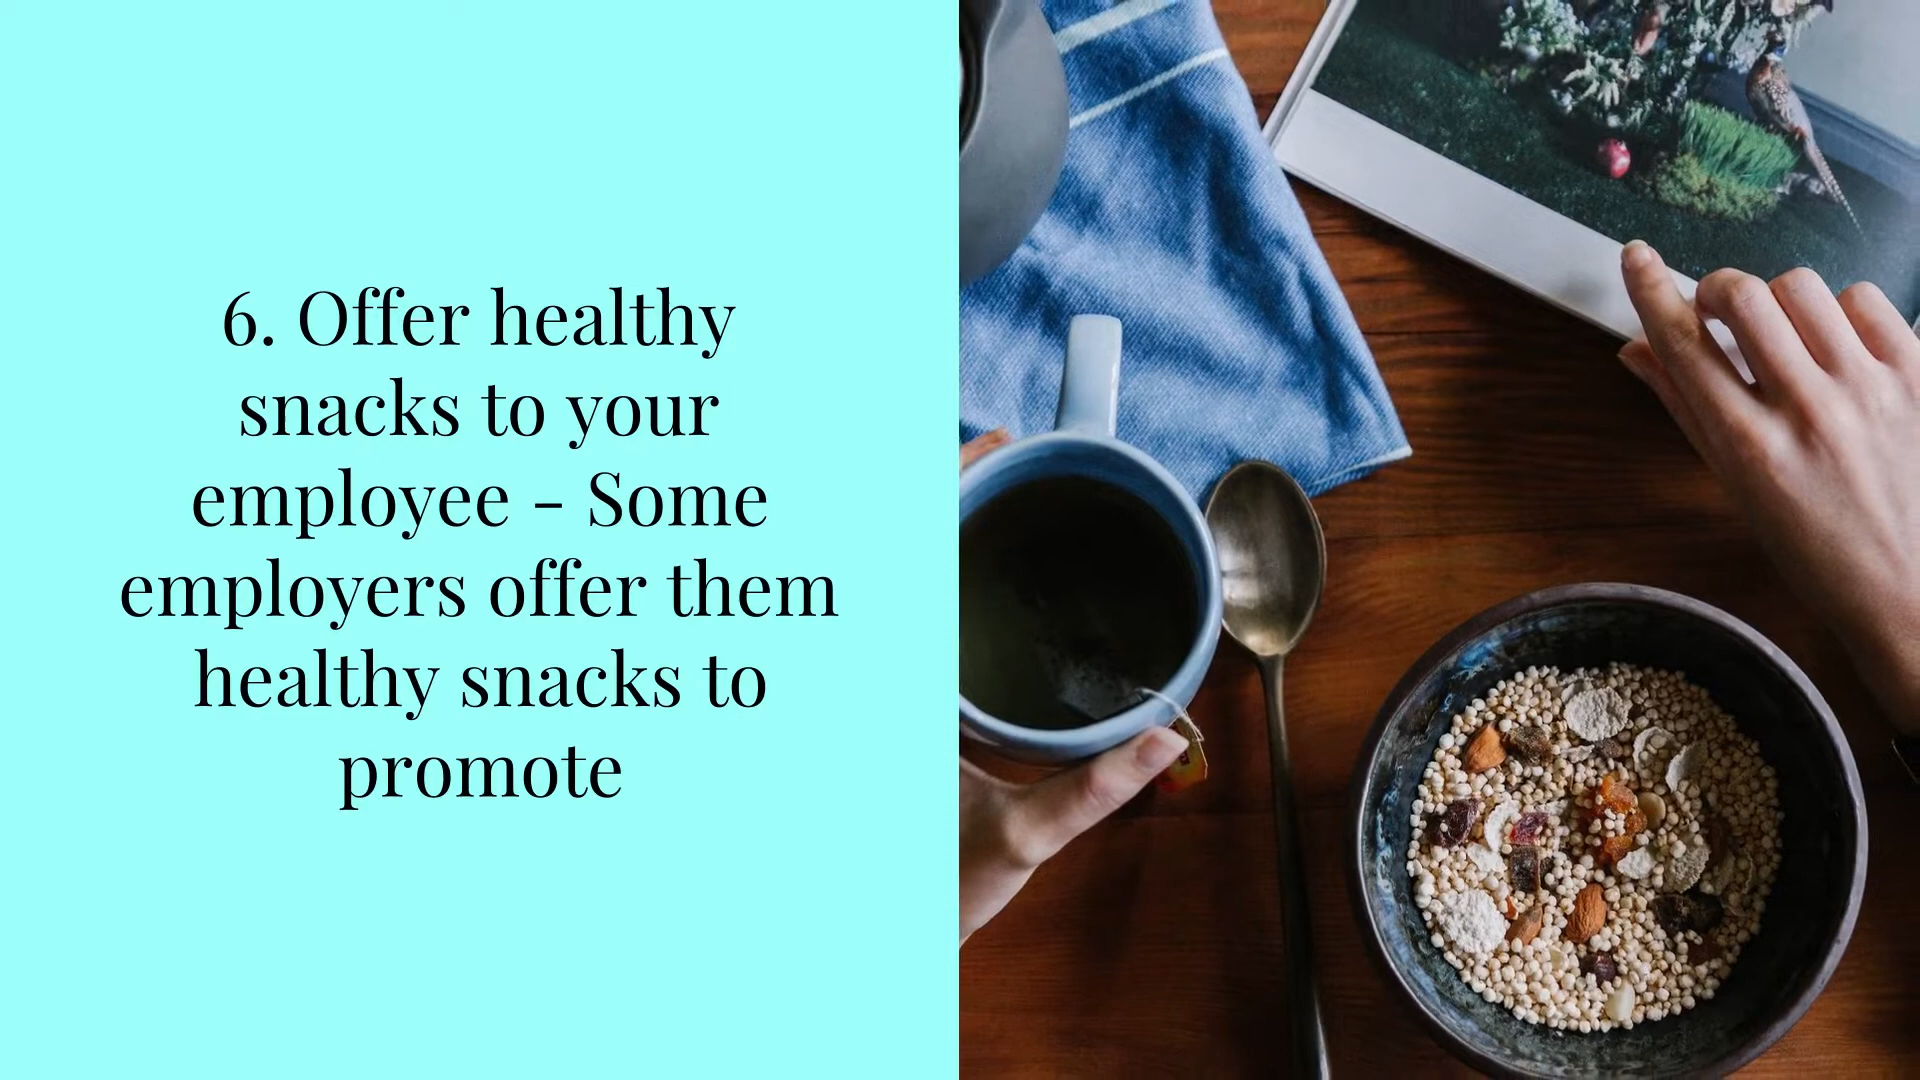 6. Offer healthy
snacks to your
employee - Some
employers offer them
healthy snacks to
promote